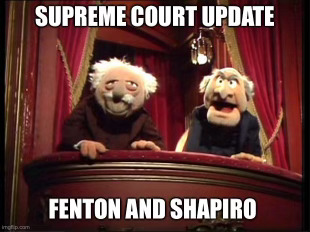 SUPREME COURT UPDATE
FENTON AND SHAPIRO
imgflip.com